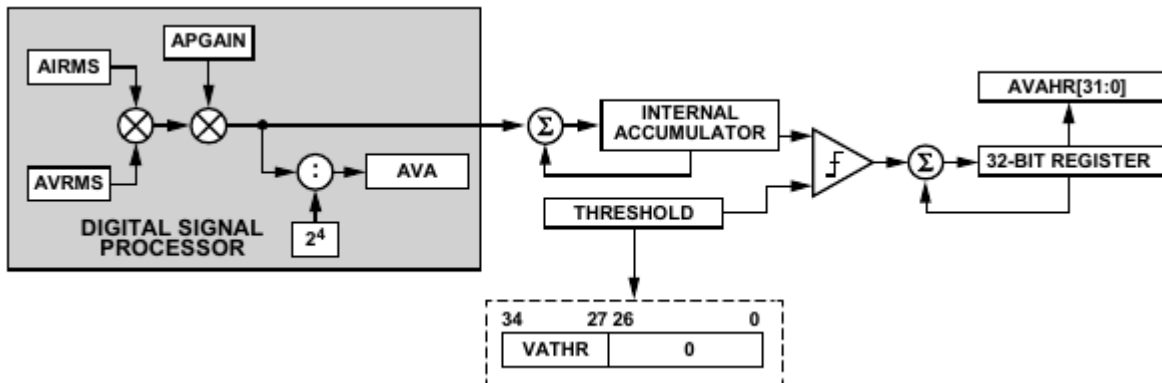 APGAIN
AIRMS
AVRMS
:
AVA
2⁴
DIGITAL SIGNAL
PROCESSOR
Σ
INTERNAL
ACCUMULATOR
THRESHOLD
34 27 26 0
VATHR 0
Σ
AVAHR[31:0]
32-BIT REGISTER